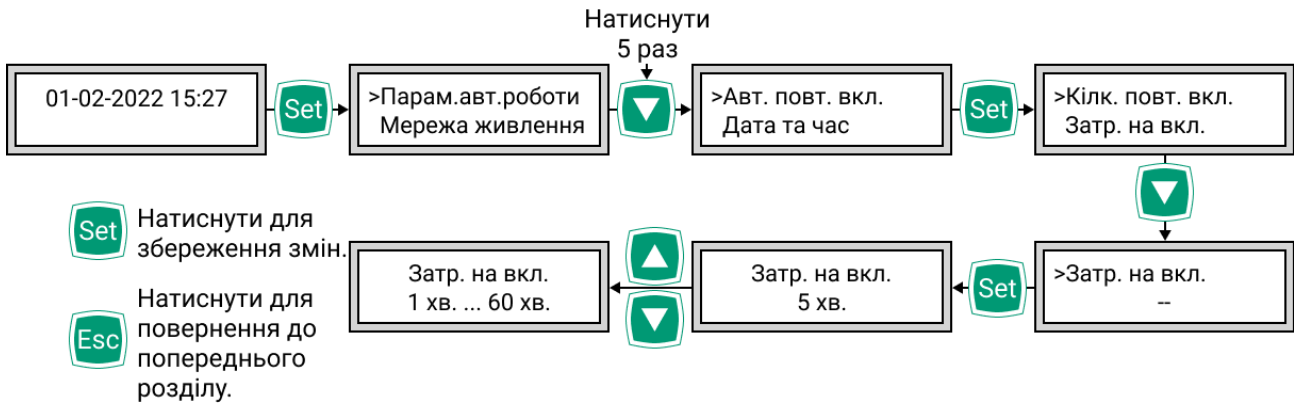 Натиснути
5 раз
01-02-2022 15:27
Set
>Парам.авт.роботи
Мережа живлення
>Авт. повт. вкл.
Дата та час
Set
>Кілк. повт. вкл.
Затр. на вкл.
Set
Натиснути для
збереження змін.
Esc
Натиснути для
повернення до
попереднього
розділу.
Затр. на вкл.
1 хв. ... 60 хв.
Затр. на вкл.
5 хв.
Set
>Затр. на вкл.
--